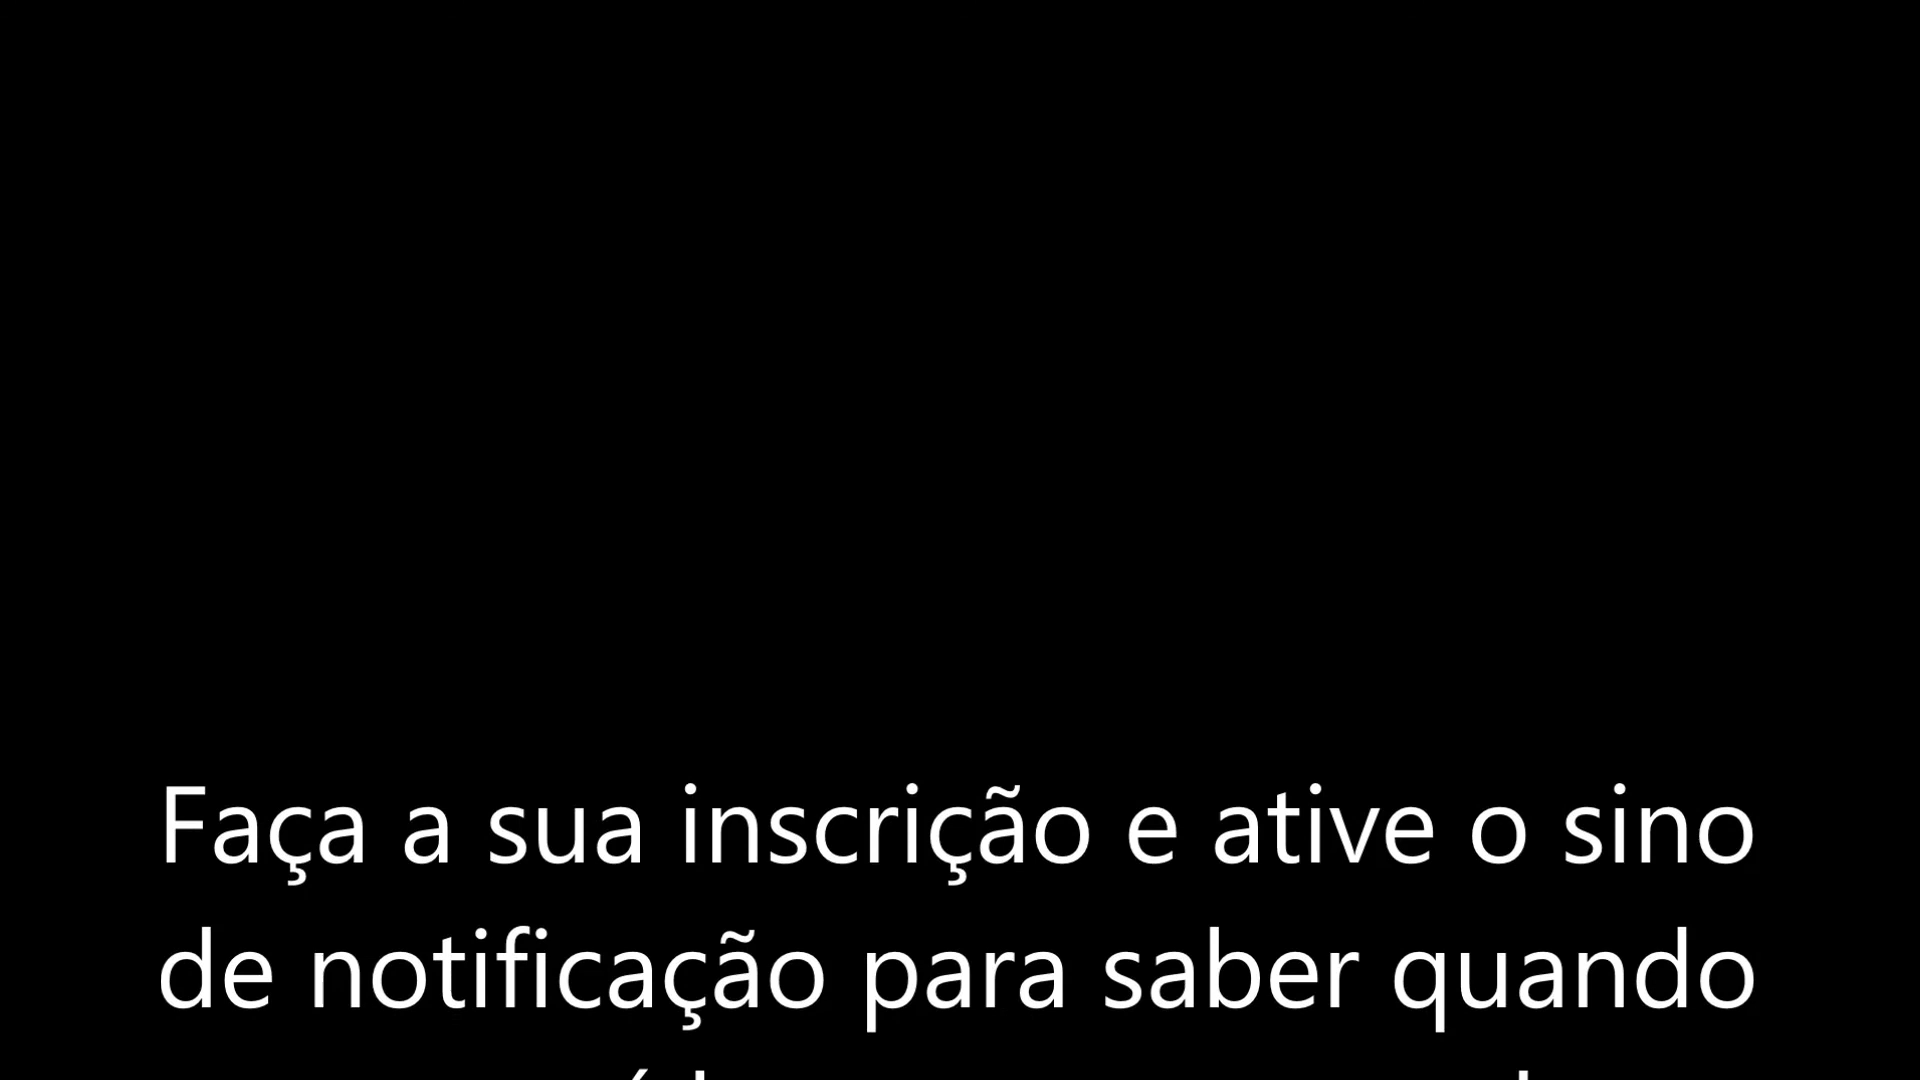 Faça a sua inscrição e ative o sino
de notificação para saber quando